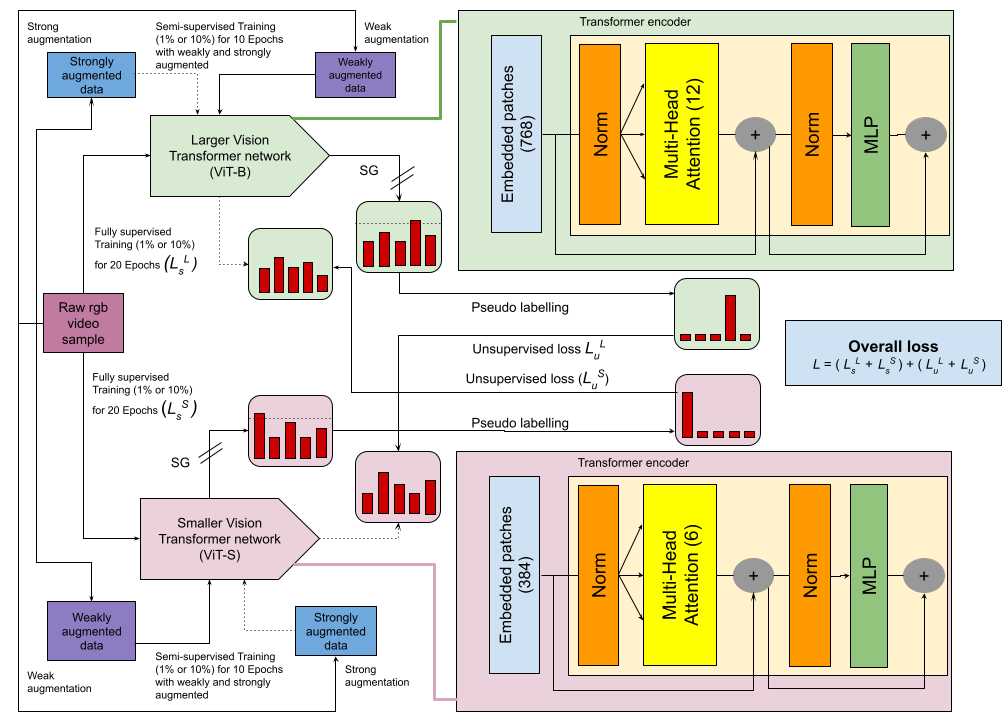 Strong
augmentation
Semi-supervised Training
(1% or 10%) for 10 Epochs
with weakly and strongly
augmented
Weak
augmentation
Strongly
augmented
data
Weakly
augmented
data
Larger Vision
Transformer network
(ViT-B)
SG
Fully supervised
Training (1% or 10%)
for 20 Epochs (L_s^L)
Raw rgb
video
sample
Fully supervised
Training (1% or 10%)
for 20 Epochs (L_s^S)
SG
Smaller Vision
Transformer network
(ViT-S)
Weakly
augmented
data
Strongly
augmented
data
Weak
augmentation
Semi-supervised Training
(1% or 10%) for 10 Epochs
with weakly and strongly
augmented
Strong
augmentation
Pseudo labelling
Unsupervised loss L_u^L
Unsupervised loss (L_u^S)
Pseudo labelling
Transformer encoder
Embedded patches
(768)
Norm
Multi-Head
Attention (12)
+
Norm
MLP
+
Overall loss
L = ( L_s^L + L_s^S ) + ( L_u^L + L_u^S )
Transformer encoder
Embedded patches
(384)
Norm
Multi-Head
Attention (6)
+
Norm
MLP
+